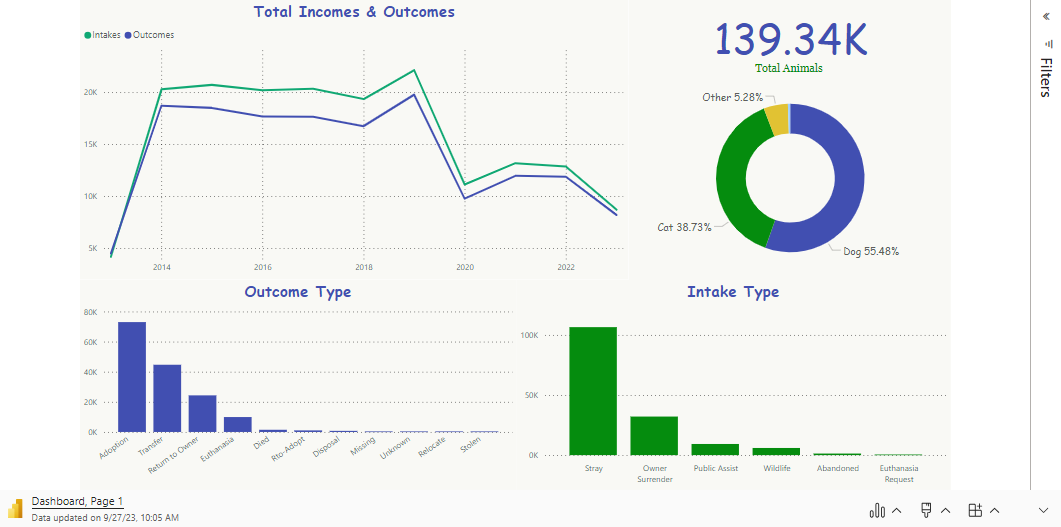 Total Incomes & Outcomes
Intakes Outcomes
20K
15K
10K
5K
2014 2016 2018 2020 2022
139.34K
Total Animals
Other 5.28%
Cat 38.73%
Dog 55.48%
Outcome Type
80K
60K
40K
20K
0K
Adoption
Transfer
Return to Owner
Euthanasia
Died
Rto-Adopt
Disposal
Missing
Unknown
Relocate
Stolen
Intake Type
100K
50K
0K
Stray
Owner
Surrender
Public Assist
Wildlife
Abandoned
Euthanasia
Request
Filters
Dashboard, Page 1
Data updated on 9/27/23, 10:05 AM